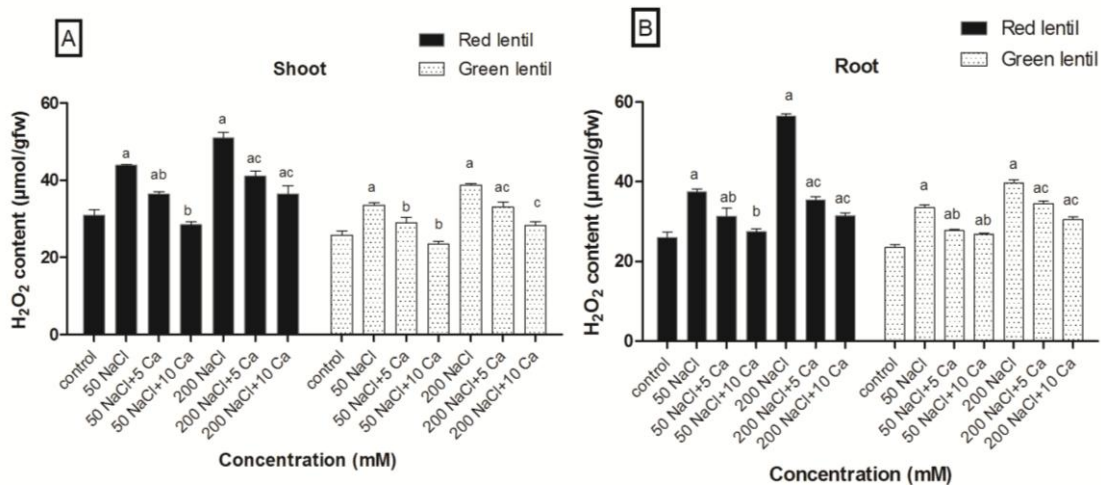 A
Red lentil
Green lentil
Shoot
H₂O₂ content (µmol/gfw)
60
40
20
0
a
ab
b
a
ac
ac
a
b
b
a
ac
c
control
50 NaCl
50 NaCl+5 Ca
50 NaCl+10 Ca
200 NaCl
200 NaCl+5 Ca
200 NaCl+10 Ca
control
50 NaCl
50 NaCl+5 Ca
50 NaCl+10 Ca
200 NaCl
200 NaCl+5 Ca
200 NaCl+10 Ca
Concentration (mM)
B
Red lentil
Green lentil
Root
H₂O₂ content (µmol/gfw)
60
40
20
0
a
ab
b
a
ac
ac
a
ab
ab
a
ac
ac
control
50 NaCl
50 NaCl+5 Ca
50 NaCl+10 Ca
200 NaCl
200 NaCl+5 Ca
200 NaCl+10 Ca
control
50 NaCl
50 NaCl+5 Ca
50 NaCl+10 Ca
200 NaCl
200 NaCl+5 Ca
200 NaCl+10 Ca
Concentration (mM)